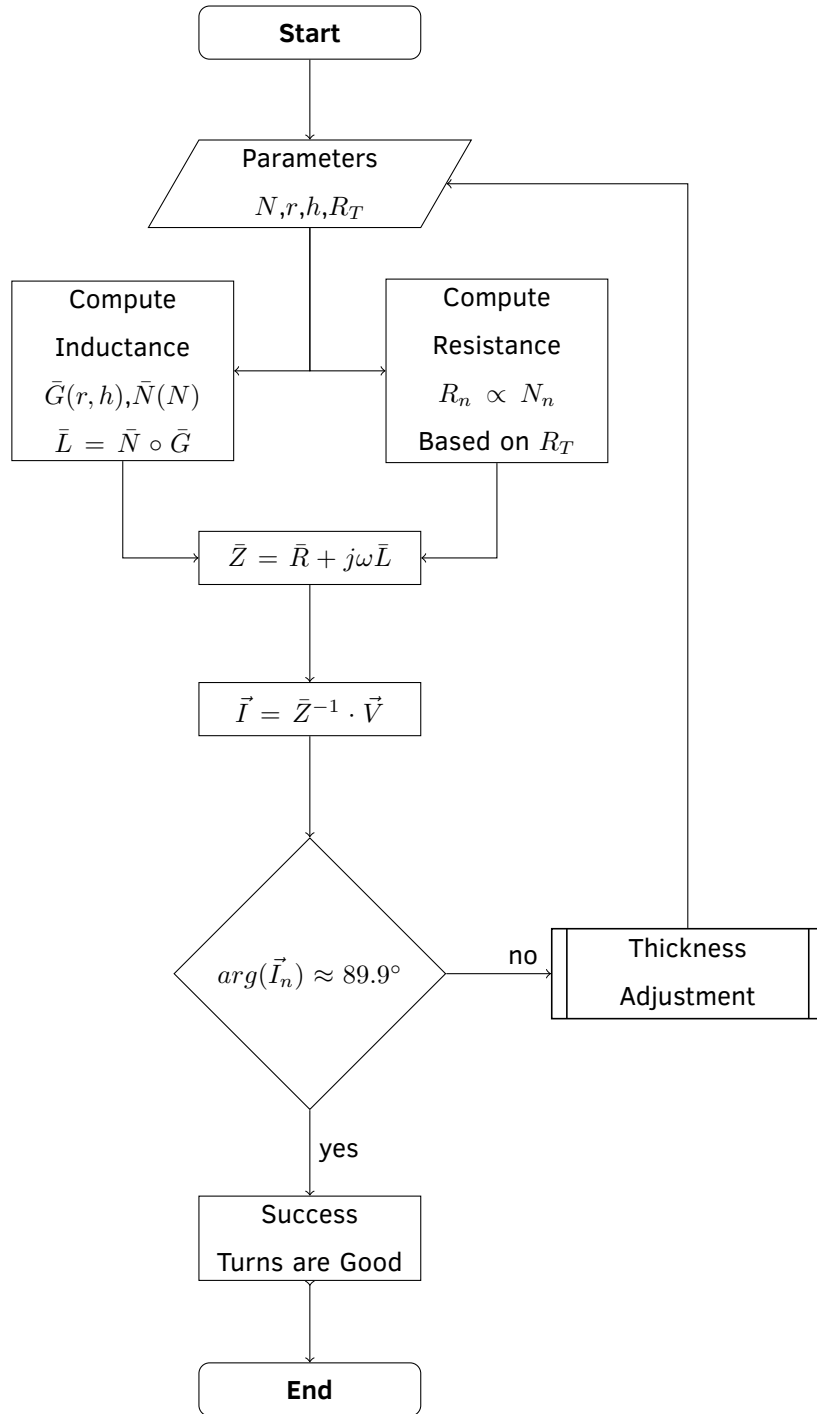 Start
Parameters
N,r,h,R_T
Compute
Inductance
Ḡ(r, h),N̄(N)
L̄ = N̄ ∘ Ḡ
Compute
Resistance
R_n ∝ N_n
Based on R_T
Z̄ = R̄ + jωL̄
I⃗ = Z̄⁻¹ · V⃗
arg(I⃗_n) ≈ 89.9°
no
Thickness
Adjustment
yes
Success
Turns are Good
End